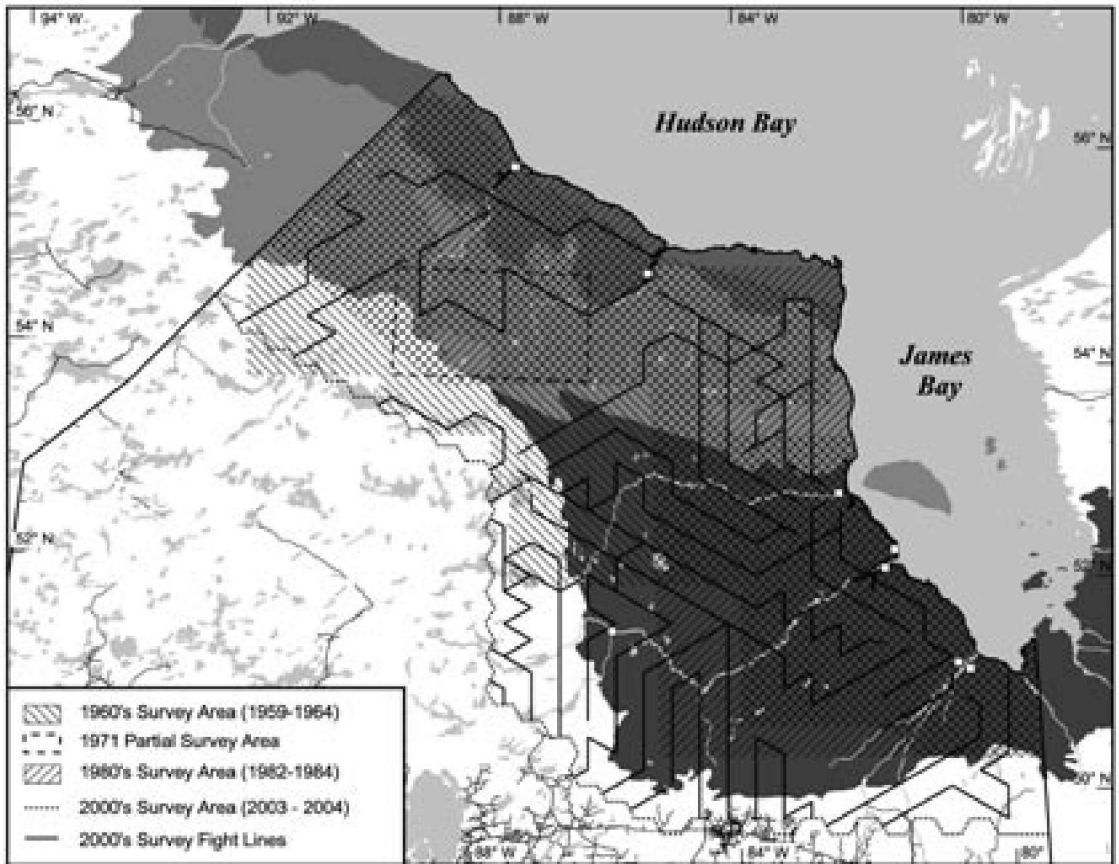 94° W 92° W 88° W 84° W 80° W
56° N
Hudson Bay
56° N
54° N
James
Bay
54° N
52° N
52°
50° N
1960's Survey Area (1959-1964)
1971 Partial Survey Area
1980's Survey Area (1982-1984)
2000's Survey Area (2003 - 2004)
2000's Survey Fight Lines
88° W 84° W 80°